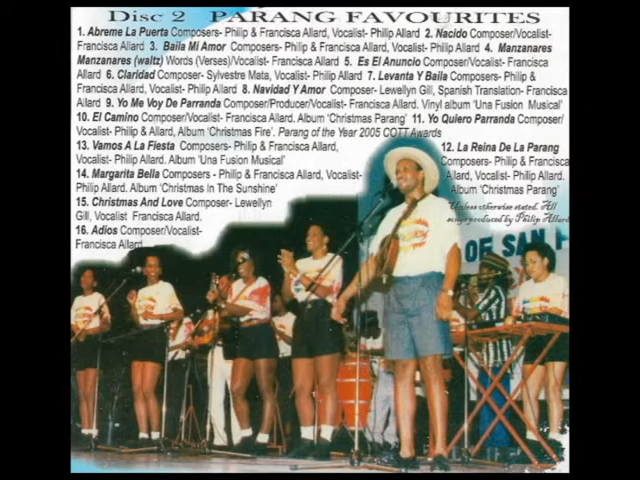 Disc 2 PARANG FAVOURITES
1. Abreme La Puerta Composers- Philip & Francisca Allard, Vocalist- Philip Allard 2. Nacido Composer/Vocalist-
Francisca Allard 3. Baila Mi Amor Composers- Philip & Francisca Allard, Vocalist- Philip Allard 4. Manzanares
Manzanares (waltz) Words (Verses)/Vocalist- Francisca Allard 5. Es El Anuncio Composer/Vocalist- Francisca
Allard 6. Claridad Composer- Sylvestre Mata, Vocalist- Philip Allard 7. Levanta Y Baila Composers- Philip &
Francisca Allard, Vocalist- Philip Allard 8. Navidad Y Amor Composer- Lewellyn Gill, Spanish Translation- Francisca
Allard 9. Yo Me Voy De Parranda Composer/Producer/Vocalist- Francisca Allard. Vinyl album 'Una Fusion Musical'
10. El Camino Composer/Vocalist- Francisca Allard. Album 'Christmas Parang' 11. Yo Quiero Parranda Composer/
Vocalist- Philip & Allard, Album 'Christmas Fire'. Parang of the Year 2005 COTT Awards
13. Vamos A La Fiesta Composers- Philip & Francisca Allard,
Vocalist- Philip Allard. Album 'Una Fusion Musical'
14. Margarita Bella Composers - Philip & Francisca Allard, Vocalist-
Philip Allard. Album 'Christmas In The Sunshine'
15. Christmas And Love Composer- Lewellyn
Gill, Vocalist Francisca Allard.
16. Adios Composer/Vocalist-
Francisca Allard
12. La Reina De La Parang
Composers- Philip & Francisca
Allard, Vocalist- Philip Allard.
Album 'Christmas Parang'
Unless otherwise stated. All
songs produced by Philip Allard
OF SAN F